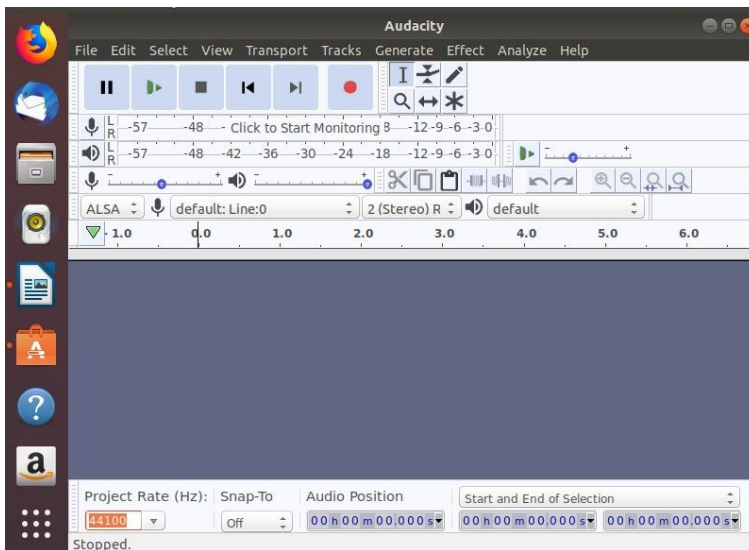 Audacity
File Edit Select View Transport Tracks Generate Effect Analyze Help
L
R
-57 -48 - Click to Start Monitoring 8 -12 -9 -6 -3 0
L
R
-57 -48 -42 -36 -30 -24 -18 -12 -9 -6 -3 0
ALSA default: Line:0 2 (Stereo) R default
- 1.0 0.0 1.0 2.0 3.0 4.0 5.0 6.0
Project Rate (Hz): Snap-To Audio Position Start and End of Selection
44100 Off 00 h 00 m 00.000 s 00 h 00 m 00.000 s 00 h 00 m 00.000 s
Stopped.